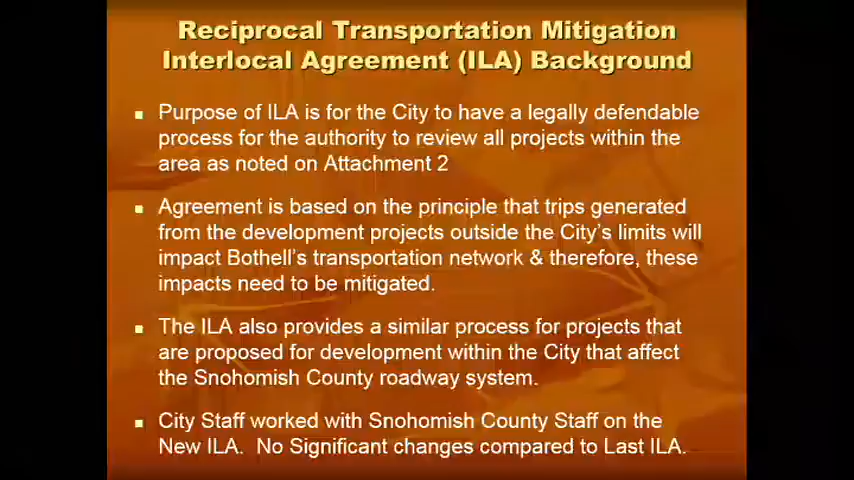 Reciprocal Transportation Mitigation
Interlocal Agreement (ILA) Background
▪ Purpose of ILA is for the City to have a legally defendable
process for the authority to review all projects within the
area as noted on Attachment 2
▪ Agreement is based on the principle that trips generated
from the development projects outside the City's limits will
impact Bothell's transportation network & therefore, these
impacts need to be mitigated.
▪ The ILA also provides a similar process for projects that
are proposed for development within the City that affect
the Snohomish County roadway system.
▪ City Staff worked with Snohomish County Staff on the
New ILA.  No Significant changes compared to Last ILA.